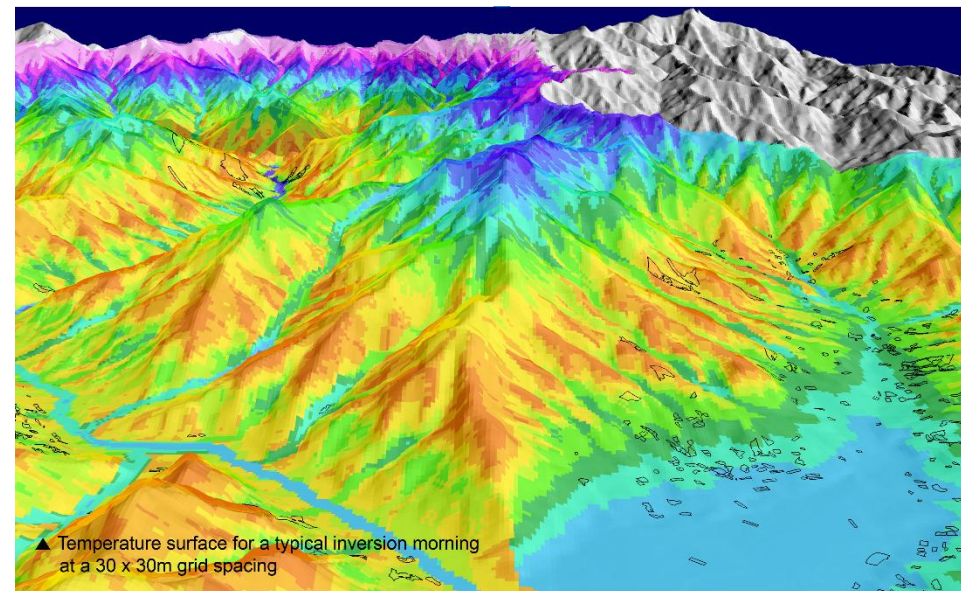 ▲ Temperature surface for a typical inversion morning
at a 30 x 30m grid spacing